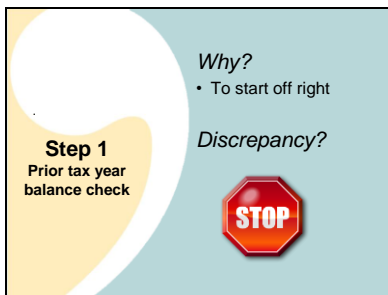 Step 1
Prior tax year
balance check
Why?
• To start off right
Discrepancy?
STOP